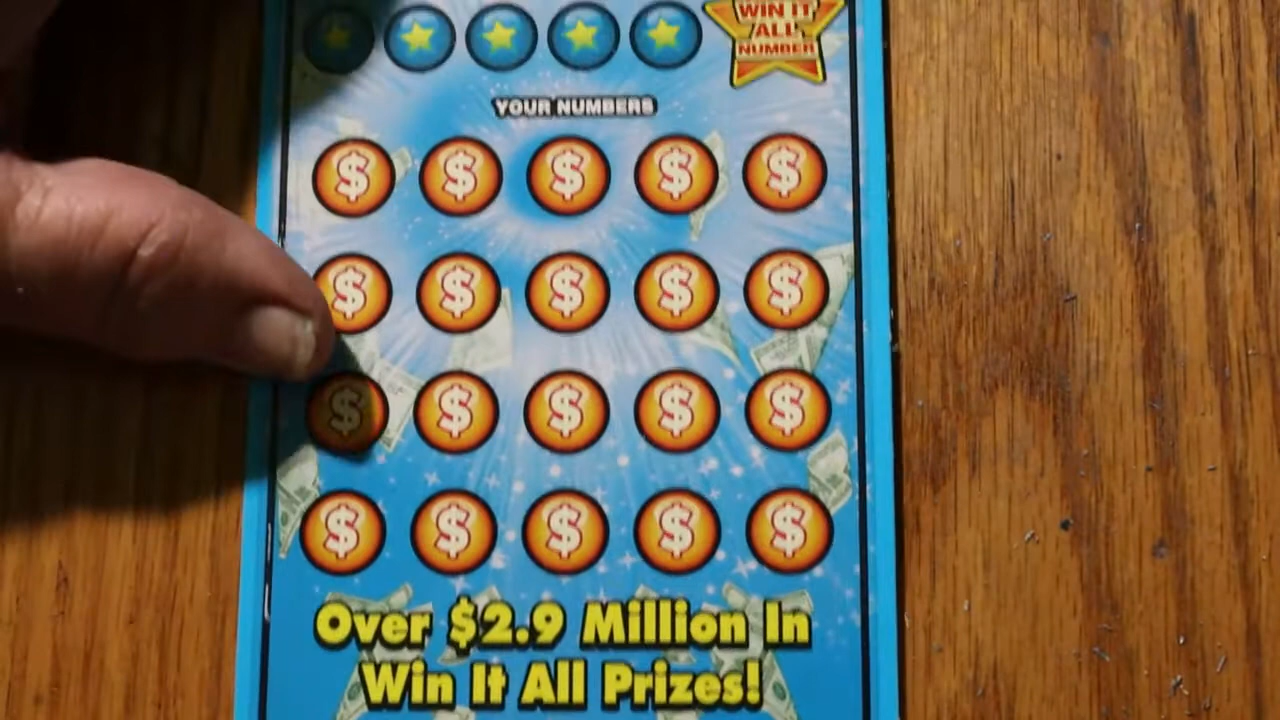 WIN IT
ALL
NUMBER
YOUR NUMBERS
$ $ $ $ $
$ $ $ $ $
$ $ $ $ $
$ $ $ $ $
Over $2.9 Million In
Win It All Prizes!